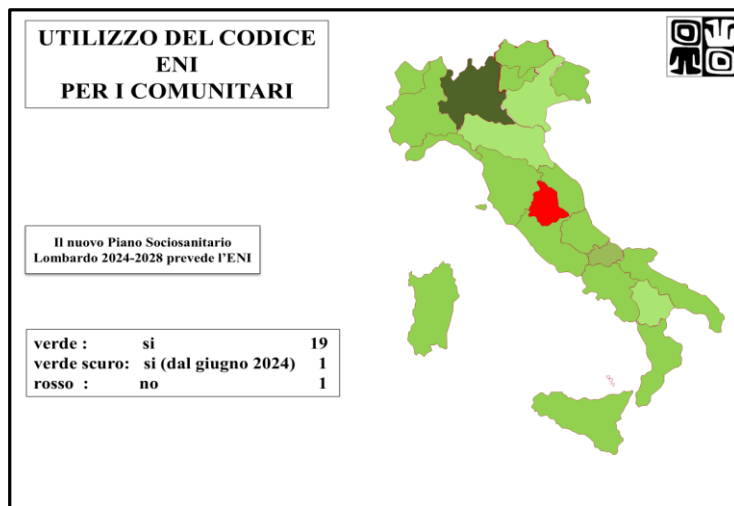 UTILIZZO DEL CODICE
ENI
PER I COMUNITARI
Il nuovo Piano Sociosanitario
Lombardo 2024-2028 prevede l'ENI
verde : si 19
verde scuro: si (dal giugno 2024) 1
rosso : no 1